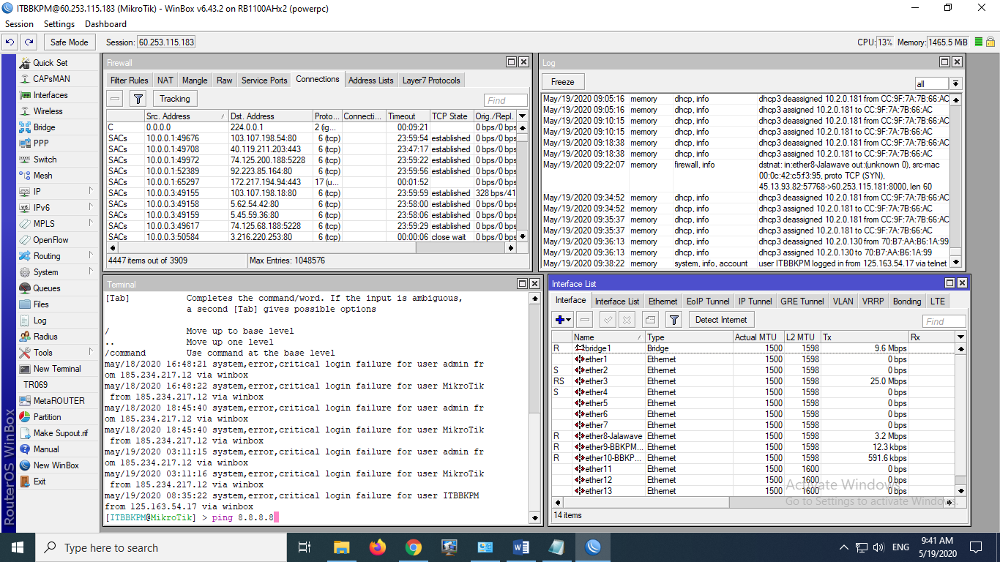 ITBBKPM@60.253.115.183 (MikroTik) - WinBox v6.43.2 on RB1100AHx2 (powerpc)
Session Settings Dashboard
Safe Mode Session: 60.253.115.183 CPU: 13% Memory: 1465.5 MiB
RouterOS WinBox
Quick Set
CAPsMAN
Interfaces
Wireless
Bridge
PPP
Switch
Mesh
IP
IPv6
MPLS
OpenFlow
Routing
System
Queues
Files
Log
Radius
Tools
New Terminal
TR069
MetaROUTER
Partition
Make Supout.rif
Manual
New WinBox
Exit
Firewall
Filter Rules NAT Mangle Raw Service Ports Connections Address Lists Layer7 Protocols
Tracking Find
Src. Address Dst. Address Proto... Connecti... Timeout TCP State Orig./Repl.
C 0.0.0.0 224.0.0.1 2 (ig... 00:09:21 0 bps/0 bps
SACs 10.0.0.1:49676 103.107.198.54:80 6 (tcp) 23:59:54 established 0 bps/0 bps
SACs 10.0.0.1:49708 40.119.211.203:443 6 (tcp) 23:47:17 established 0 bps/0 bps
SACs 10.0.0.1:49972 74.125.200.188:5228 6 (tcp) 23:59:22 established 0 bps/0 bps
SACs 10.0.0.1:52389 92.223.85.164:80 6 (tcp) 23:59:56 established 0 bps/0 bps
SACs 10.0.0.1:65297 172.217.194.94:443 17 (u... 00:01:52 0 bps/0 bps
SACs 10.0.0.3:49155 103.107.198.18:80 6 (tcp) 23:59:59 established 328 bps/41
SACs 10.0.0.3:49158 5.62.54.42:80 6 (tcp) 23:58:00 established 0 bps/0 bps
SACs 10.0.0.3:49159 5.45.59.36:80 6 (tcp) 23:58:06 established 0 bps/0 bps
SACs 10.0.0.3:49617 74.125.68.188:5228 6 (tcp) 23:59:29 established 0 bps/0 bps
SACs 10.0.0.3:50584 3.216.220.253:80 6 (tcp) 00:00:06 close wait 0 bps/0 bps
4447 items out of 3909 Max Entries: 1048576
Log
Freeze all
May/19/2020 09:05:16 memory dhcp, info dhcp3 deassigned 10.2.0.181 from CC:9F:7A:7B:66:AC
May/19/2020 09:05:16 memory dhcp, info dhcp3 assigned 10.2.0.181 to CC:9F:7A:7B:66:AC
May/19/2020 09:10:15 memory dhcp, info dhcp3 deassigned 10.2.0.181 from CC:9F:7A:7B:66:AC
May/19/2020 09:10:15 memory dhcp, info dhcp3 assigned 10.2.0.181 to CC:9F:7A:7B:66:AC
May/19/2020 09:18:38 memory dhcp, info dhcp3 deassigned 10.2.0.181 from CC:9F:7A:7B:66:AC
May/19/2020 09:18:38 memory dhcp, info dhcp3 assigned 10.2.0.181 to CC:9F:7A:7B:66:AC
May/19/2020 09:22:07 memory firewall, info dstnat: in:ether8-Jalawave out:(unknown 0), src-mac
00:0c:42:c5:f3:95, proto TCP (SYN),
45.13.93.82:57768->60.253.115.181:8000, len 60
May/19/2020 09:34:52 memory dhcp, info dhcp3 deassigned 10.2.0.181 from CC:9F:7A:7B:66:AC
May/19/2020 09:34:52 memory dhcp, info dhcp3 assigned 10.2.0.181 to CC:9F:7A:7B:66:AC
May/19/2020 09:35:37 memory dhcp, info dhcp3 deassigned 10.2.0.181 from CC:9F:7A:7B:66:AC
May/19/2020 09:35:37 memory dhcp, info dhcp3 assigned 10.2.0.181 to CC:9F:7A:7B:66:AC
May/19/2020 09:36:13 memory dhcp, info dhcp3 deassigned 10.2.0.130 from 70:B7:AA:B6:1A:99
May/19/2020 09:36:13 memory dhcp, info dhcp3 assigned 10.2.0.130 to 70:B7:AA:B6:1A:99
May/19/2020 09:38:22 memory system, info, account user ITBBKPM logged in from 125.163.54.17 via telnet
Terminal
[Tab] Completes the command/word. If the input is ambiguous,
a second [Tab] gives possible options
/ Move up to base level
.. Move up one level
/command Use command at the base level
may/18/2020 16:48:21 system,error,critical login failure for user admin fr
om 185.234.217.12 via winbox
may/18/2020 16:48:22 system,error,critical login failure for user MikroTik
from 185.234.217.12 via winbox
may/18/2020 18:45:40 system,error,critical login failure for user admin fr
om 185.234.217.12 via winbox
may/18/2020 18:45:40 system,error,critical login failure for user MikroTik
from 185.234.217.12 via winbox
may/19/2020 03:11:15 system,error,critical login failure for user admin fr
om 185.234.217.12 via winbox
may/19/2020 03:11:16 system,error,critical login failure for user MikroTik
from 185.234.217.12 via winbox
may/19/2020 08:35:22 system,error,critical login failure for user ITBBKPM
from 125.163.54.17 via winbox
[ITBBKPM@MikroTik] > ping 8.8.8.8
Interface List
Interface Interface List Ethernet EoIP Tunnel IP Tunnel GRE Tunnel VLAN VRRP Bonding LTE
Detect Internet Find
Name Type Actual MTU L2 MTU Tx Rx
R bridge1 Bridge 1500 1598 9.6 Mbps
ether1 Ethernet 1500 1598 0 bps
S ether2 Ethernet 1500 1598 0 bps
RS ether3 Ethernet 1500 1598 25.0 Mbps
S ether4 Ethernet 1500 1598 0 bps
ether5 Ethernet 1500 1598 0 bps
ether6 Ethernet 1500 1598 0 bps
ether7 Ethernet 1500 1598 0 bps
R ether8-Jalawave Ethernet 1500 1598 3.2 Mbps
R ether9-BBKPM... Ethernet 1500 1598 12.3 kbps
R ether10-BBKP... Ethernet 1500 1598 591.6 kbps
ether11 Ethernet 1500 1600 0 bps
ether12 Ethernet 1500 1600 0 bps
ether13 Ethernet 1500 1600 0 bps
14 items
Activate Windows
Go to Settings to activate Windows.
Type here to search
ENG
9:41 AM
5/19/2020